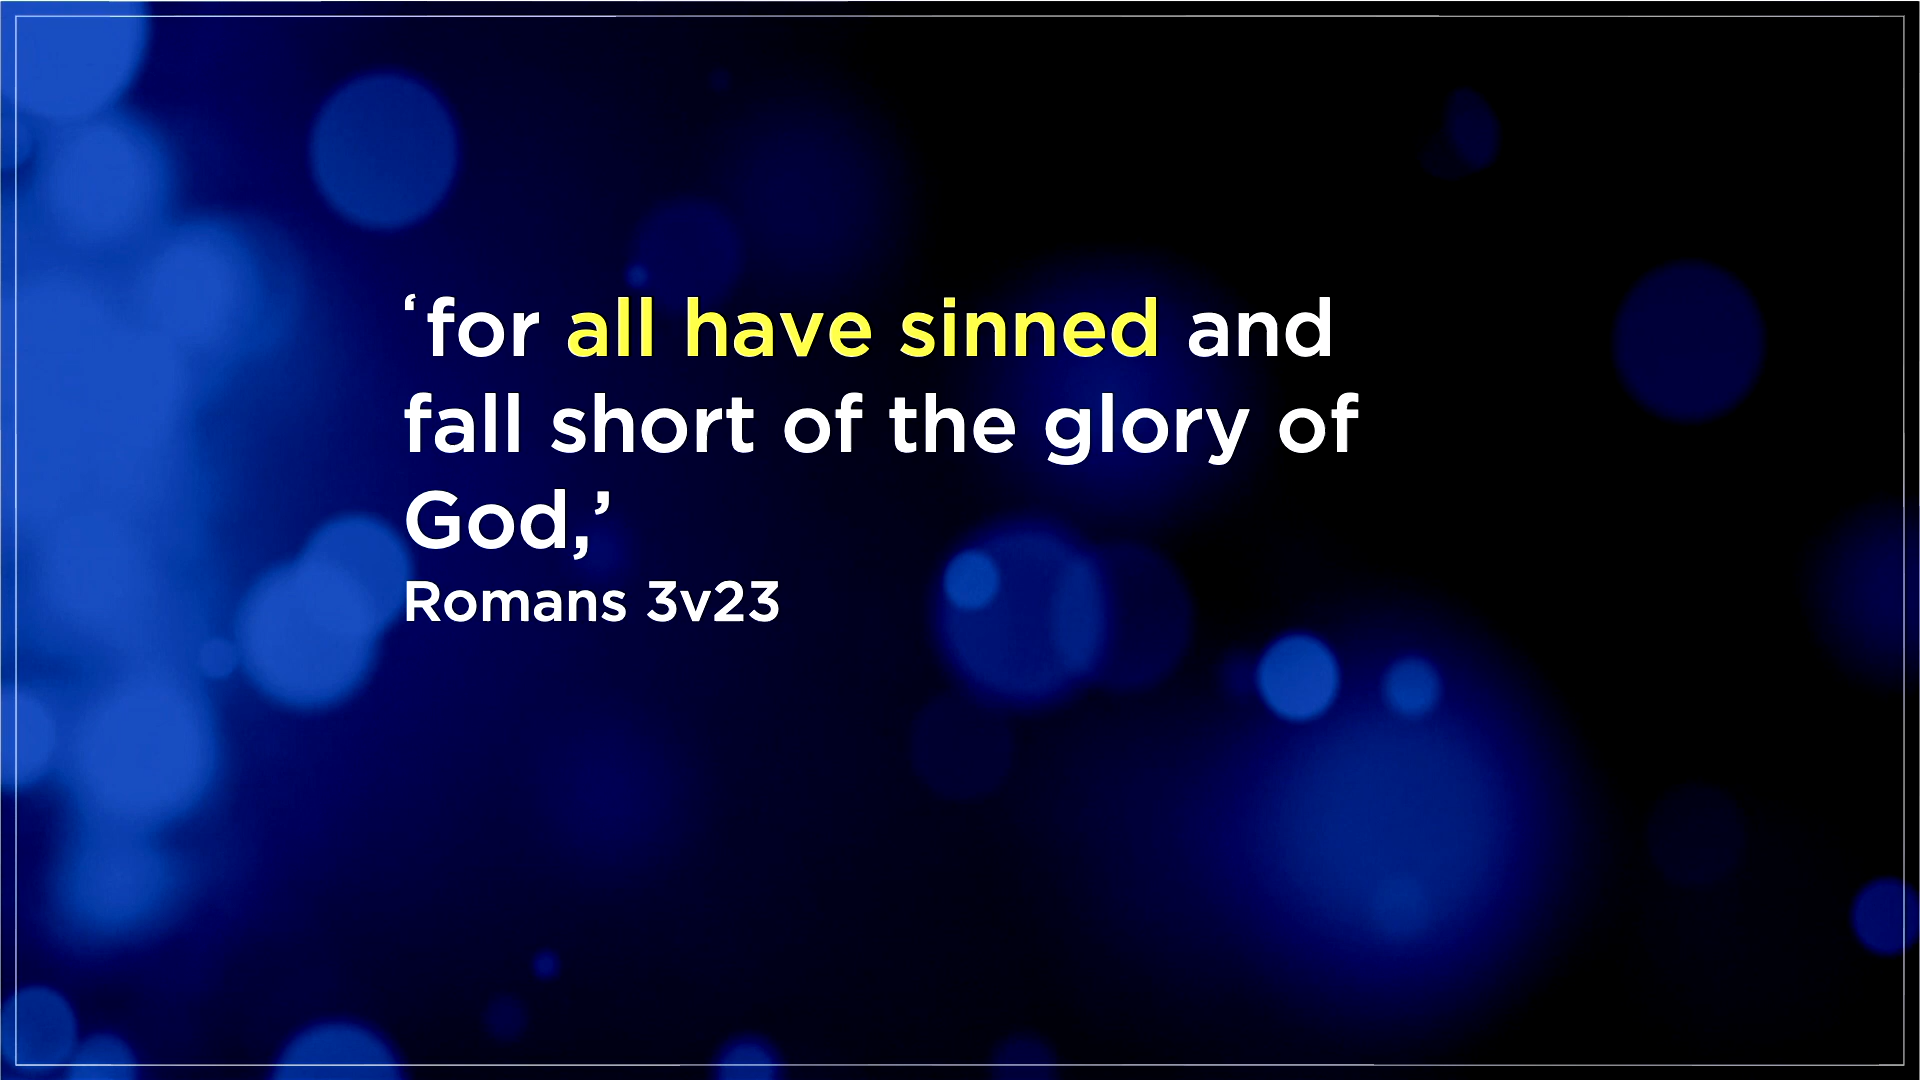 ‘for all have sinned and
fall short of the glory of
God,’
Romans 3v23